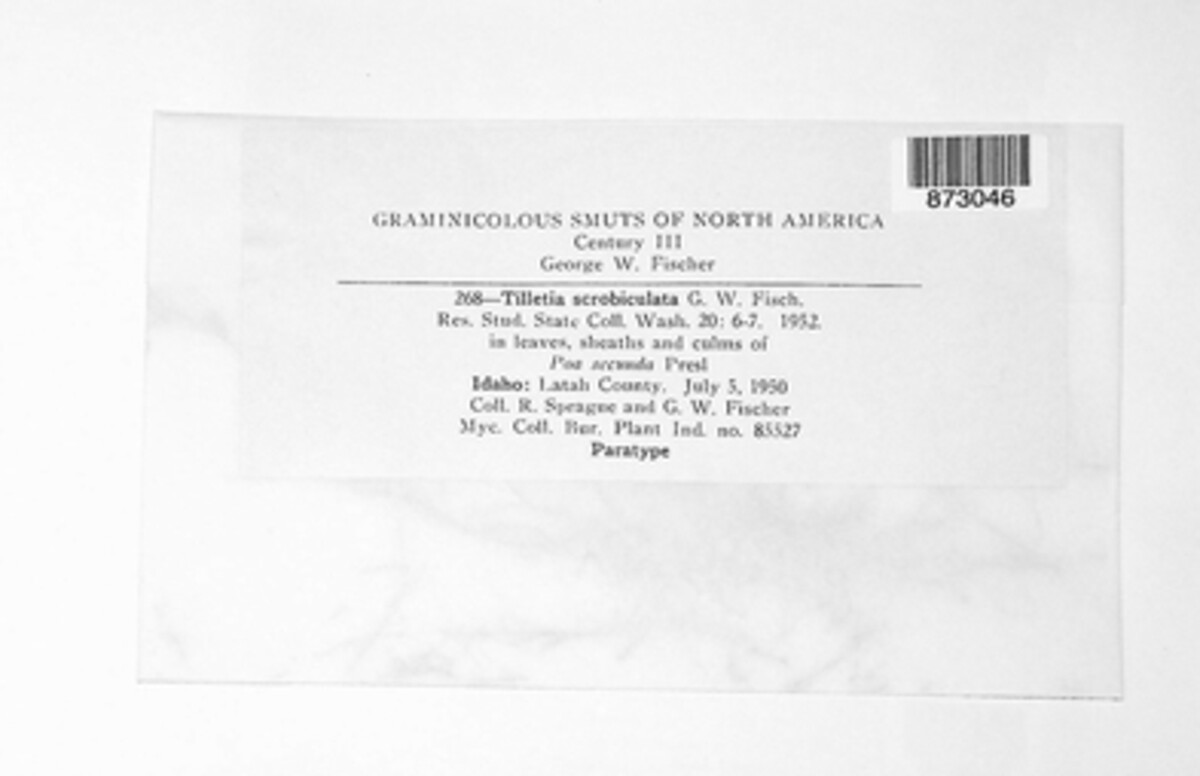 873046
GRAMINICOLOUS SMUTS OF NORTH AMERICA
Century III
George W. Fischer
268—Tilletia scrobiculata G. W. Fisch.
Res. Stud. State Coll. Wash. 20: 6-7. 1952.
in leaves, sheaths and culms of
Poa secunda Presl
Idaho: Latah County. July 5, 1950
Coll. R. Sprague and G. W. Fischer
Myc. Coll. Bur. Plant Ind. no. 85527
Paratype